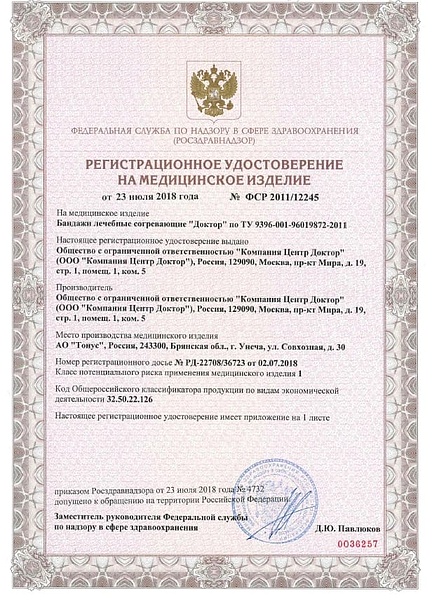 ФЕДЕРАЛЬНАЯ СЛУЖБА ПО НАДЗОРУ В СФЕРЕ ЗДРАВООХРАНЕНИЯ
(РОСЗДРАВНАДЗОР)
РЕГИСТРАЦИОННОЕ УДОСТОВЕРЕНИЕ
НА МЕДИЦИНСКОЕ ИЗДЕЛИЕ
от 23 июля 2018 года № ФСР 2011/12245
На медицинское изделие
Бандажи лечебные согревающие "Доктор" по ТУ 9396-001-96019872-2011
Настоящее регистрационное удостоверение выдано
Общество с ограниченной ответственностью "Компания Центр Доктор"
(ООО "Компания Центр Доктор"), Россия, 129090, Москва, пр-кт Мира, д. 19,
стр. 1, помещ. 1, ком. 5
Производитель
Общество с ограниченной ответственностью "Компания Центр Доктор"
(ООО "Компания Центр Доктор"), Россия, 129090, Москва, пр-кт Мира, д. 19,
стр. 1, помещ. 1, ком. 5
Место производства медицинского изделия
АО "Тонус", Россия, 243300, Брянская обл., г. Унеча, ул. Совхозная, д. 30
Номер регистрационного досье № РД-22708/36723 от 02.07.2018
Класс потенциального риска применения медицинского изделия 1
Код Общероссийского классификатора продукции по видам экономической
деятельности 32.50.22.126
Настоящее регистрационное удостоверение имеет приложение на 1 листе
приказом Росздравнадзора от 23 июля 2018 года № 4732
допущено к обращению на территории Российской Федерации
Заместитель руководителя Федеральной службы
по надзору в сфере здравоохранения
Д.Ю. Павлюков
0036257